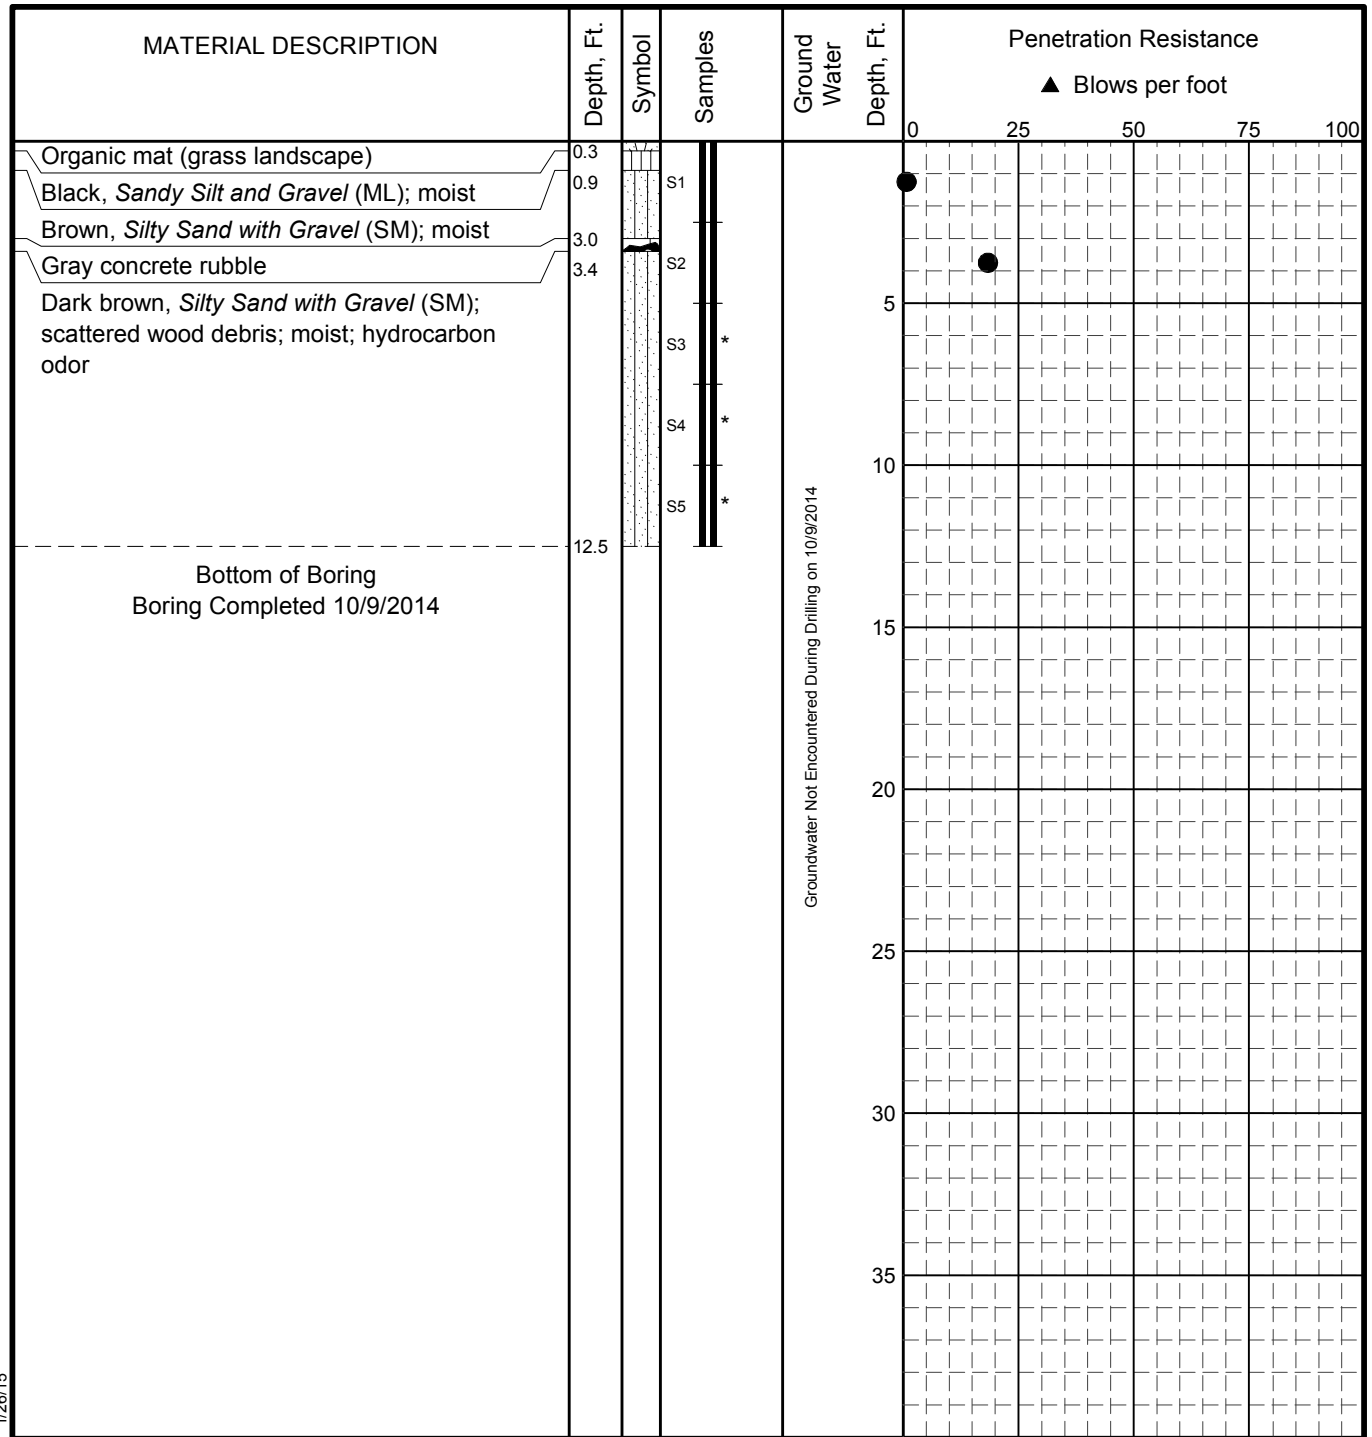 MATERIAL DESCRIPTION
Depth, Ft.
Symbol
Samples
Ground
Water
Depth, Ft.
Penetration Resistance
▲ Blows per foot
0 25 50 75 100
Organic mat (grass landscape)
0.3
Black, Sandy Silt and Gravel (ML); moist
0.9
S1
Brown, Silty Sand with Gravel (SM); moist
3.0
Gray concrete rubble
3.4
S2
Dark brown, Silty Sand with Gravel (SM);
scattered wood debris; moist; hydrocarbon
odor
S3 *
S4 *
S5 *
12.5
Bottom of Boring
Boring Completed 10/9/2014
Groundwater Not Encountered During Drilling on 10/9/2014
5
10
15
20
25
30
35
1/26/15